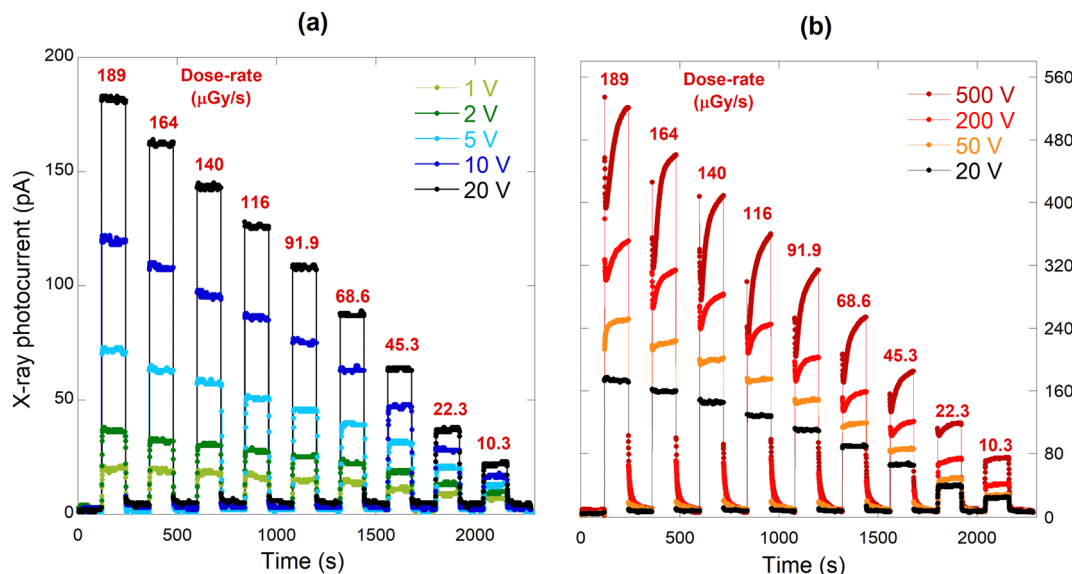 (a)
200
150
100
50
0
X-ray photocurrent (pA)
0
500
1000
1500
2000
Time (s)
189
164
140
116
91.9
68.6
45.3
22.3
10.3
Dose-rate
(μGy/s)
1 V
2 V
5 V
10 V
20 V
(b)
560
480
400
320
240
160
80
0
0
500
1000
1500
2000
Time (s)
189
164
140
116
91.9
68.6
45.3
22.3
10.3
Dose-rate
(μGy/s)
500 V
200 V
50 V
20 V